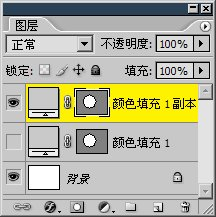 图层
正常 不透明度: 100%
锁定: 填充: 100%
颜色填充 1副本
颜色填充 1
背景